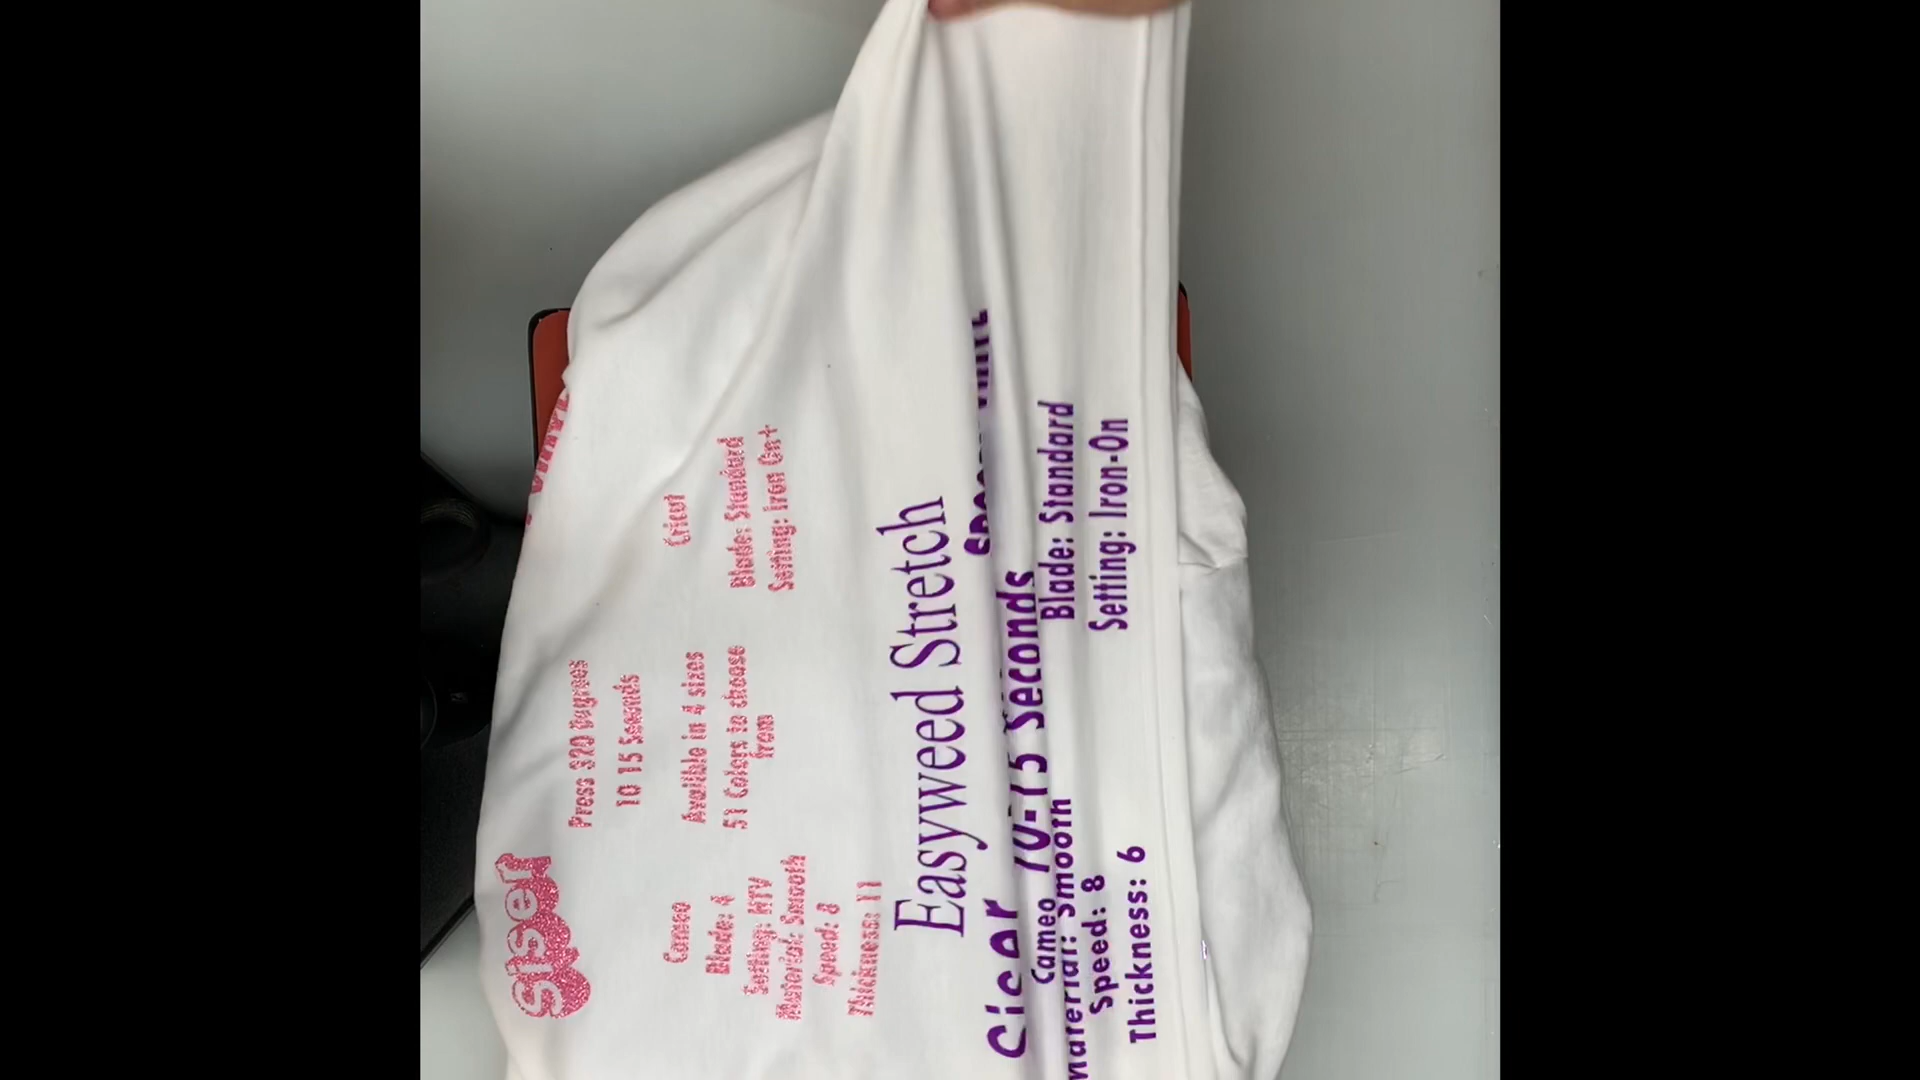 Siser
Press 320 Degrees
10 15 Seconds
Availible in 4 sizes
51 Colors to choose
from
Cameo
Blade: 4
Setting: HTV
Material: Smooth
Speed: 8
Thickness: 11
Cricut
Blade: Standard
Setting: Iron On+
Easyweed Stretch
Siser
10-15 Seconds
Cameo
Material: Smooth
Speed: 8
Thickness: 6
Blade: Standard
Setting: Iron-On